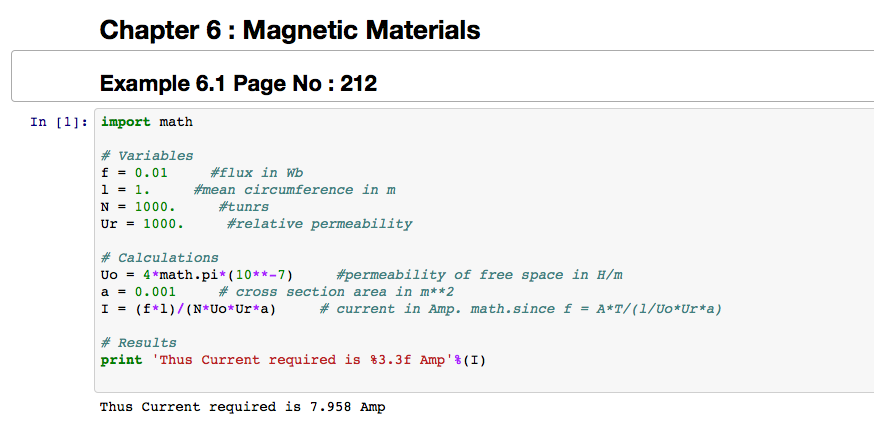 Chapter 6 : Magnetic Materials
Example 6.1 Page No : 212
In [1]: import math
# Variables
f = 0.01 #flux in Wb
l = 1. #mean circumference in m
N = 1000. #tunrs
Ur = 1000. #relative permeability
# Calculations
Uo = 4*math.pi*(10**-7) #permeability of free space in H/m
a = 0.001 # cross section area in m**2
I = (f*l)/(N*Uo*Ur*a) # current in Amp. math.since f = A*T/(l/Uo*Ur*a)
# Results
print 'Thus Current required is %3.3f Amp'%(I)
Thus Current required is 7.958 Amp